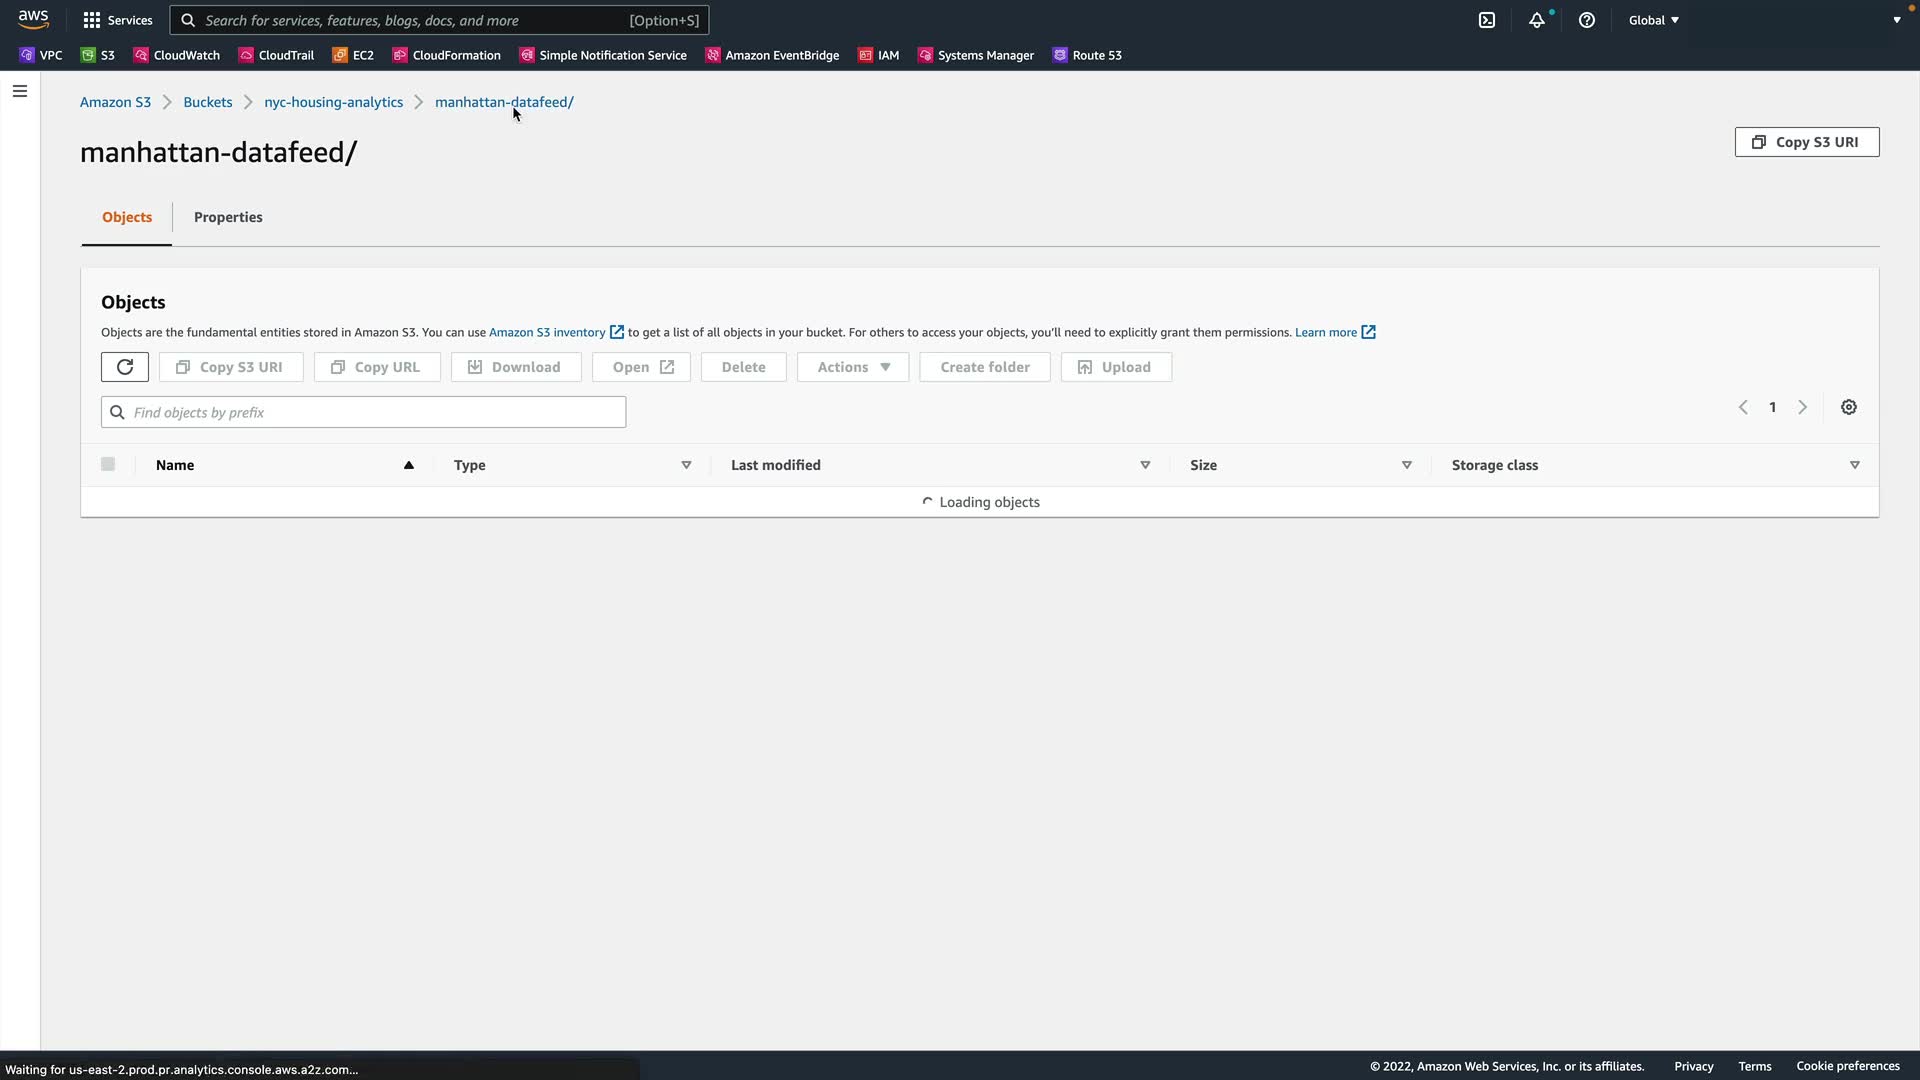 aws Services Search for services, features, blogs, docs, and more [Option+S] Global
VPC S3 CloudWatch CloudTrail EC2 CloudFormation Simple Notification Service Amazon EventBridge IAM Systems Manager Route 53
Amazon S3 Buckets nyc-housing-analytics manhattan-datafeed/
manhattan-datafeed/
Copy S3 URI
Objects Properties
Objects
Objects are the fundamental entities stored in Amazon S3. You can use Amazon S3 inventory to get a list of all objects in your bucket. For others to access your objects, you'll need to explicitly grant them permissions. Learn more
Copy S3 URI Copy URL Download Open Delete Actions Create folder Upload
Find objects by prefix
1
Name Type Last modified Size Storage class
Loading objects
Waiting for us-east-2.prod.pr.analytics.console.aws.a2z.com...
© 2022, Amazon Web Services, Inc. or its affiliates. Privacy Terms Cookie preferences